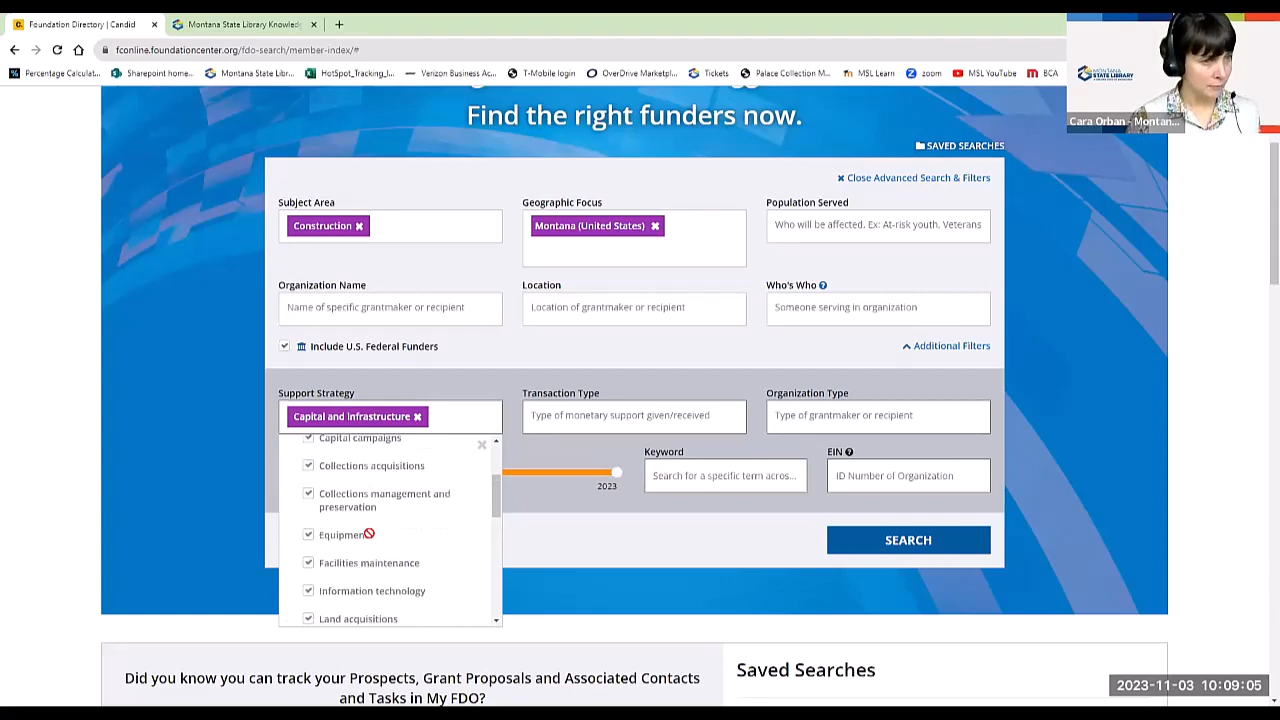 Foundation Directory | Candid
Montana State Library Knowled
fconline.foundationcenter.org/fdo-search/member-index/#
Percentage Calculat...
Sharepoint home...
Montana State Libr...
HotSpot_Tracking_I...
Verizon Business Ac...
T-Mobile login
OverDrive Marketpl...
Tickets
Palace Collection M...
MSL Learn
zoom
MSL YouTube
BCA
MONTANA
STATE LIBRARY
Cara Orban - Montan...
Find the right funders now.
SAVED SEARCHES
Close Advanced Search & Filters
Subject Area
Geographic Focus
Population Served
Construction
Montana (United States)
Who will be affected. Ex: At-risk youth, Veterans
Organization Name
Location
Who's Who
Name of specific grantmaker or recipient
Location of grantmaker or recipient
Someone serving in organization
Include U.S. Federal Funders
Additional Filters
Support Strategy
Transaction Type
Organization Type
Capital and infrastructure
Type of monetary support given/received
Type of grantmaker or recipient
Capital campaigns
Collections acquisitions
Collections management and
preservation
Equipmen
Facilities maintenance
Information technology
Land acquisitions
2023
Keyword
EIN
Search for a specific term acros...
ID Number of Organization
SEARCH
Did you know you can track your Prospects, Grant Proposals and Associated Contacts
and Tasks in My FDO?
Saved Searches
2023-11-03 10:09:05